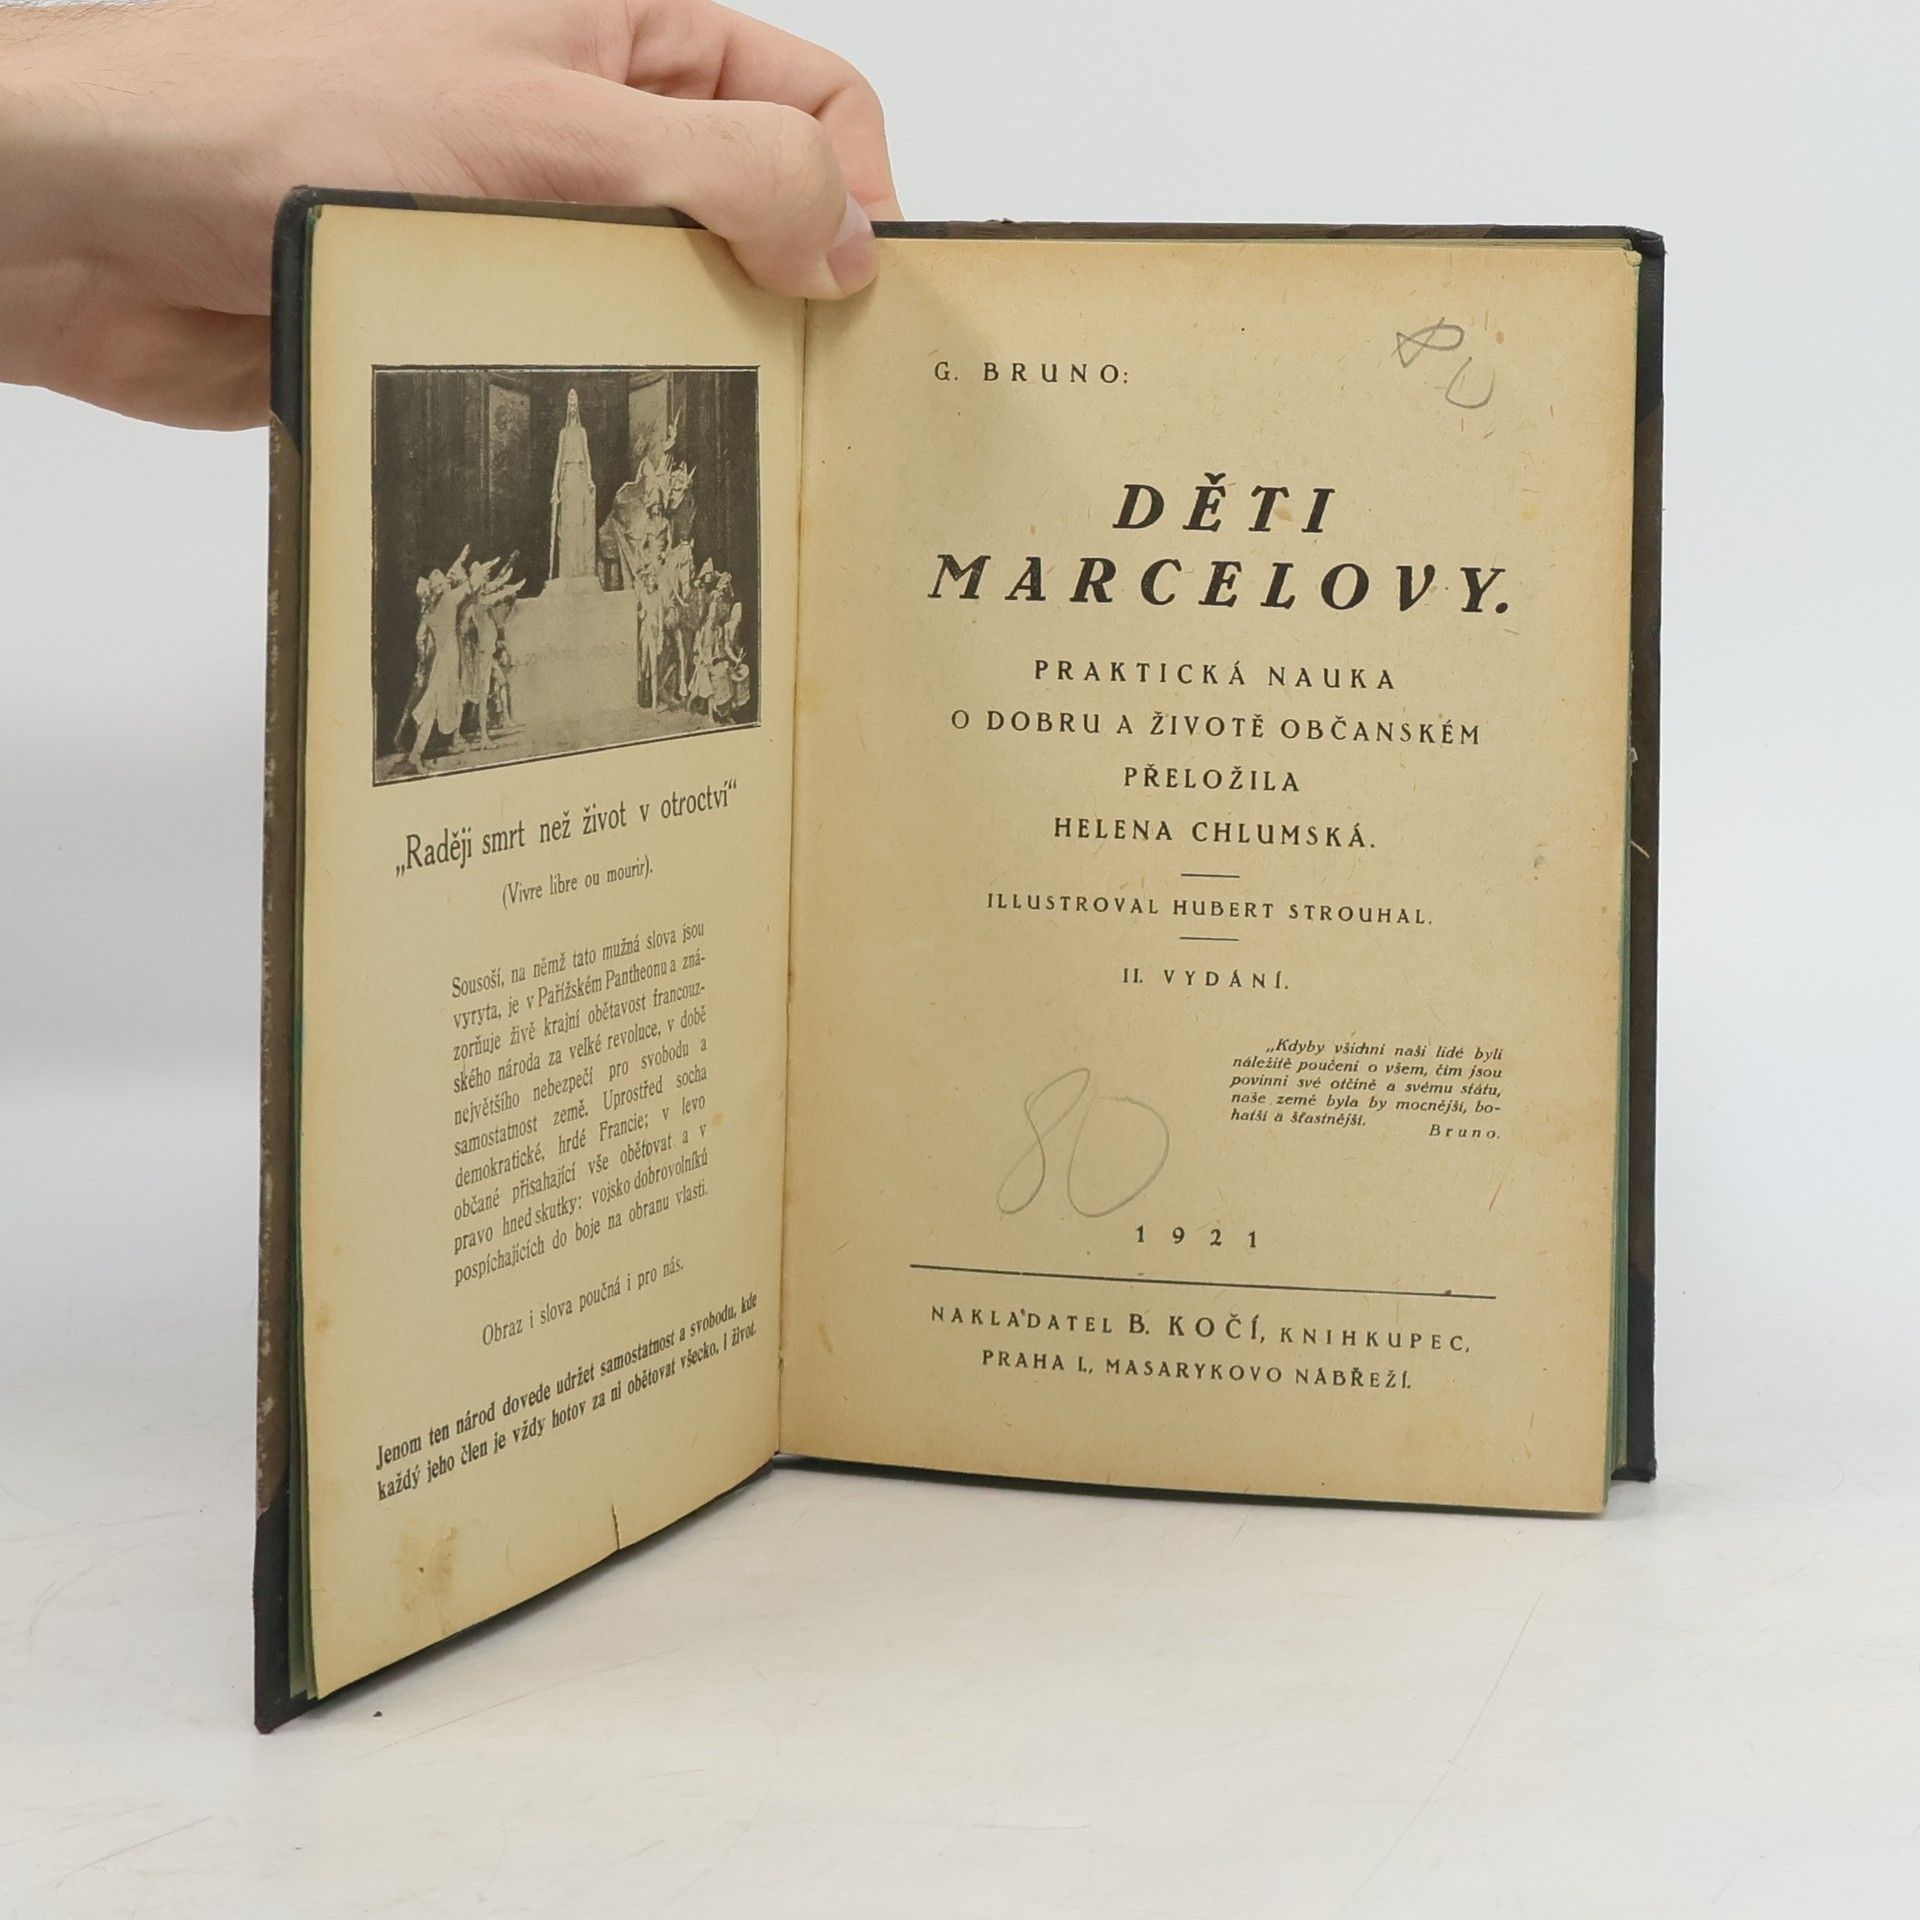 „Raději smrt než život v otroctví“
(Vivre libre ou mourir).
Sousoší, na němž tato mužná slova jsou
vyryta, je v Pařížském Pantheonu a zná-
zorňuje živě krajní obětavost francouz-
ského národa za velké revoluce, v době
největšího nebezpečí pro svobodu a
samostatnost země. Uprostřed socha
demokratické, hrdé Francie; v levo
občané přísahající vše obětovat a v
pravo hned skutky: vojsko dobrovolníků
pospíchajících do boje na obranu vlasti.
Obraz i slova poučná i pro nás.
Jenom ten národ dovede udržet samostatnost a svobodu, kde
každý jeho člen je vždy hotov za ni obětovat všecko, i život.
80
G. BRUNO:
DĚTI
MARCELOVY.
PRAKTICKÁ NAUKA
O DOBRU A ŽIVOTĚ OBČANSKÉM
PŘELOŽILA
HELENA CHLUMSKÁ.
ILLUSTROVAL HUBERT STROUHAL.
II. VYDÁNÍ.
„Kdyby všichni naši lidé byli
náležitě poučeni o všem, čím jsou
povinni své otčině a svému státu,
naše země byla by mocnější, bo-
hatší a šťastnější.
Bruno.
80
1921
NAKLADATEL B. KOČÍ, KNIHKUPEC,
PRAHA I., MASARYKOVO NÁBŘEŽÍ.